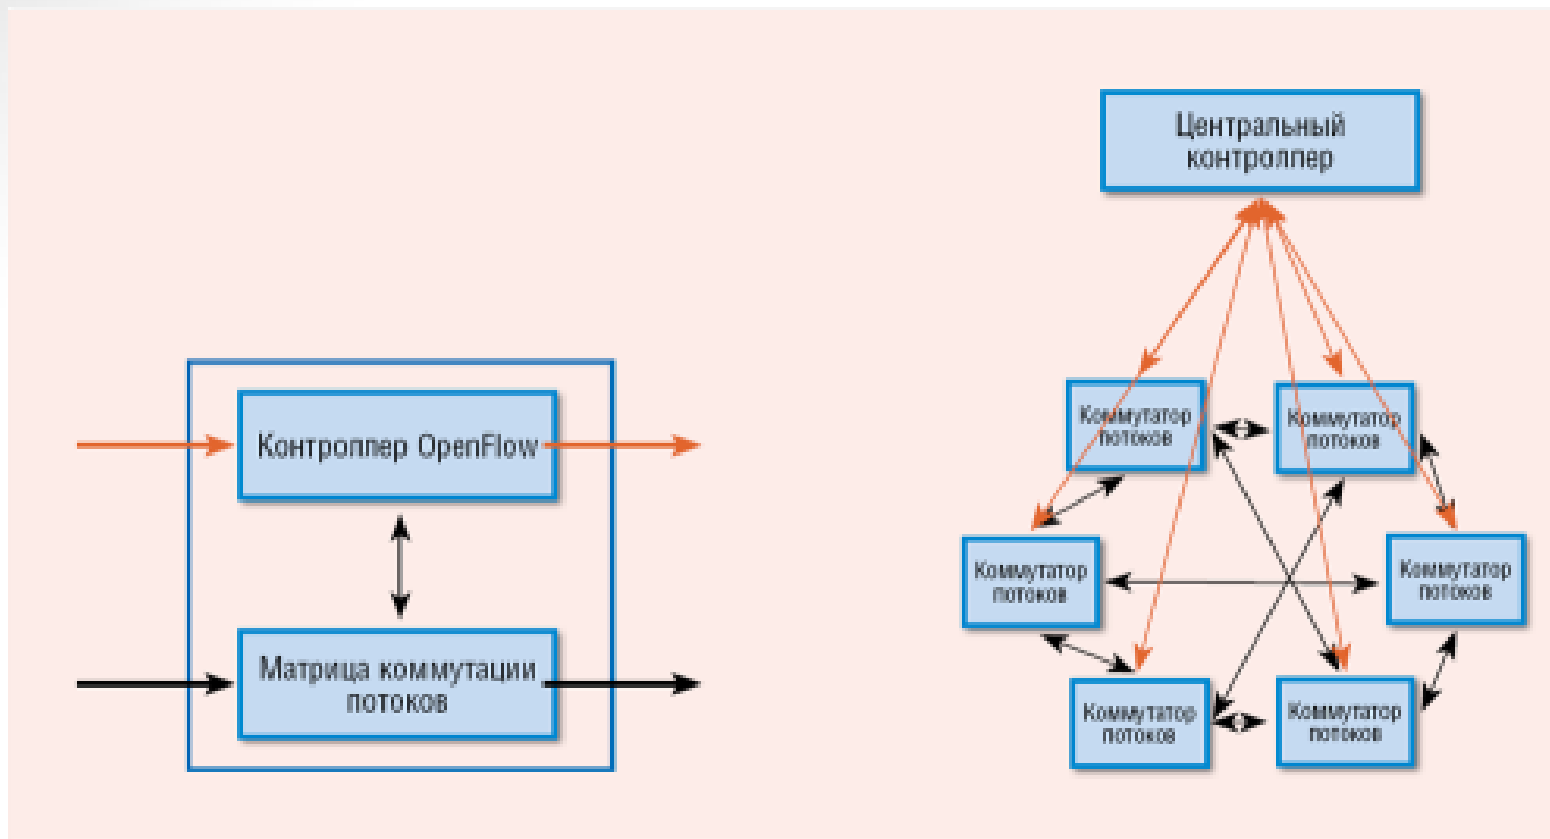 Центральный
контроллер
Контроллер OpenFlow
Матрица коммутации
потоков
Коммутатор
потоков
Коммутатор
потоков
Коммутатор
потоков
Коммутатор
потоков
Коммутатор
потоков
Коммутатор
потоков